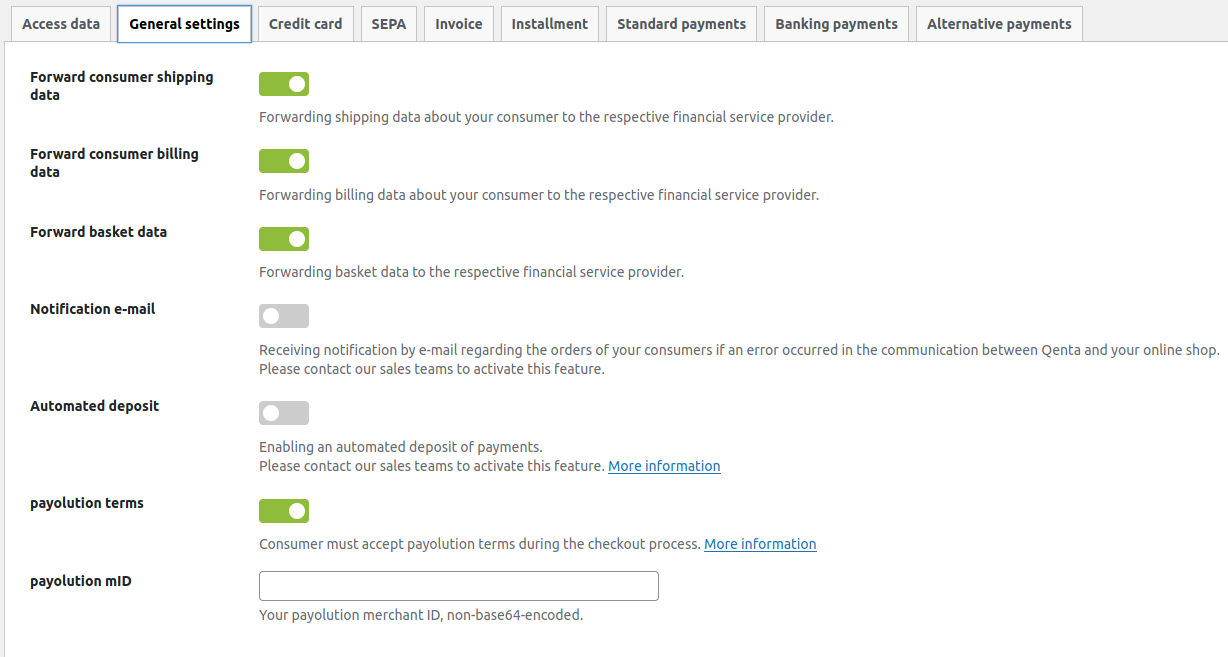 Access data
General settings
Credit card
SEPA
Invoice
Installment
Standard payments
Banking payments
Alternative payments
Forward consumer shipping
data
Forwarding shipping data about your consumer to the respective financial service provider.
Forward consumer billing
data
Forwarding billing data about your consumer to the respective financial service provider.
Forward basket data
Forwarding basket data to the respective financial service provider.
Notification e-mail
Receiving notification by e-mail regarding the orders of your consumers if an error occurred in the communication between Qenta and your online shop.
Please contact our sales teams to activate this feature.
Automated deposit
Enabling an automated deposit of payments.
Please contact our sales teams to activate this feature. More information
payolution terms
Consumer must accept payolution terms during the checkout process. More information
payolution mID
Your payolution merchant ID, non-base64-encoded.